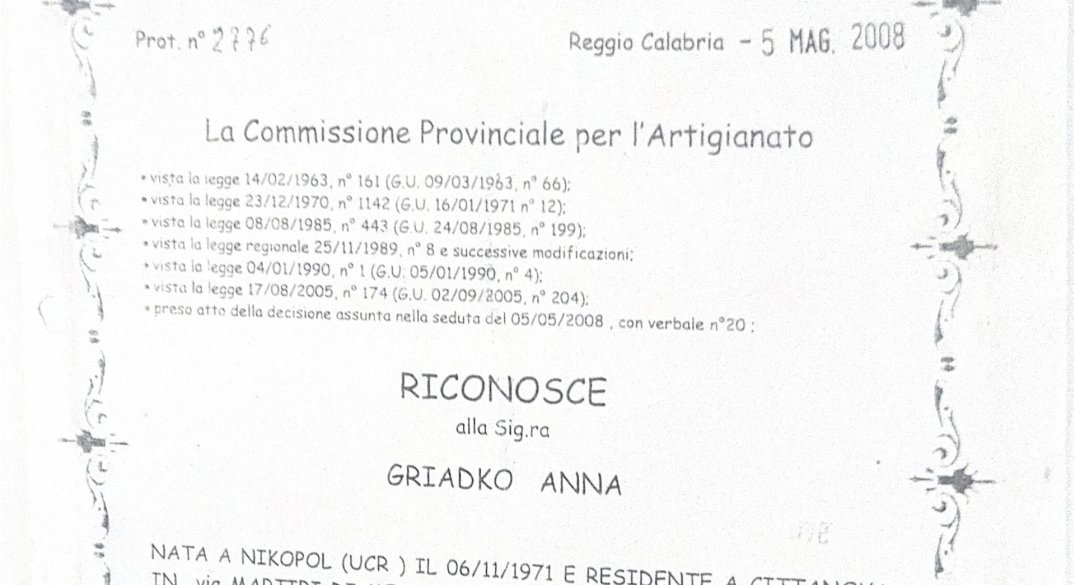 Prot. n° 2776 Reggio Calabria - 5 MAG. 2008
La Commissione Provinciale per l'Artigianato
• vista la legge 14/02/1963, n° 161 (G.U. 09/03/1963, n° 66);
• vista la legge 23/12/1970, n° 1142 (G.U. 16/01/1971 n° 12);
• vista la legge 08/08/1985, n° 443 (G.U. 24/08/1985, n° 199);
• vista la legge regionale 25/11/1989, n° 8 e successive modificazioni;
• vista la legge 04/01/1990, n° 1 (G.U. 05/01/1990, n° 4);
• vista la legge 17/08/2005, n° 174 (G.U. 02/09/2005, n° 204);
• preso atto della decisione assunta nella seduta del 05/05/2008 , con verbale n°20 ;
RICONOSCE
alla Sig.ra
GRIADKO ANNA
NATA A NIKOPOL (UCR ) IL 06/11/1971 E RESIDENTE A
IN via